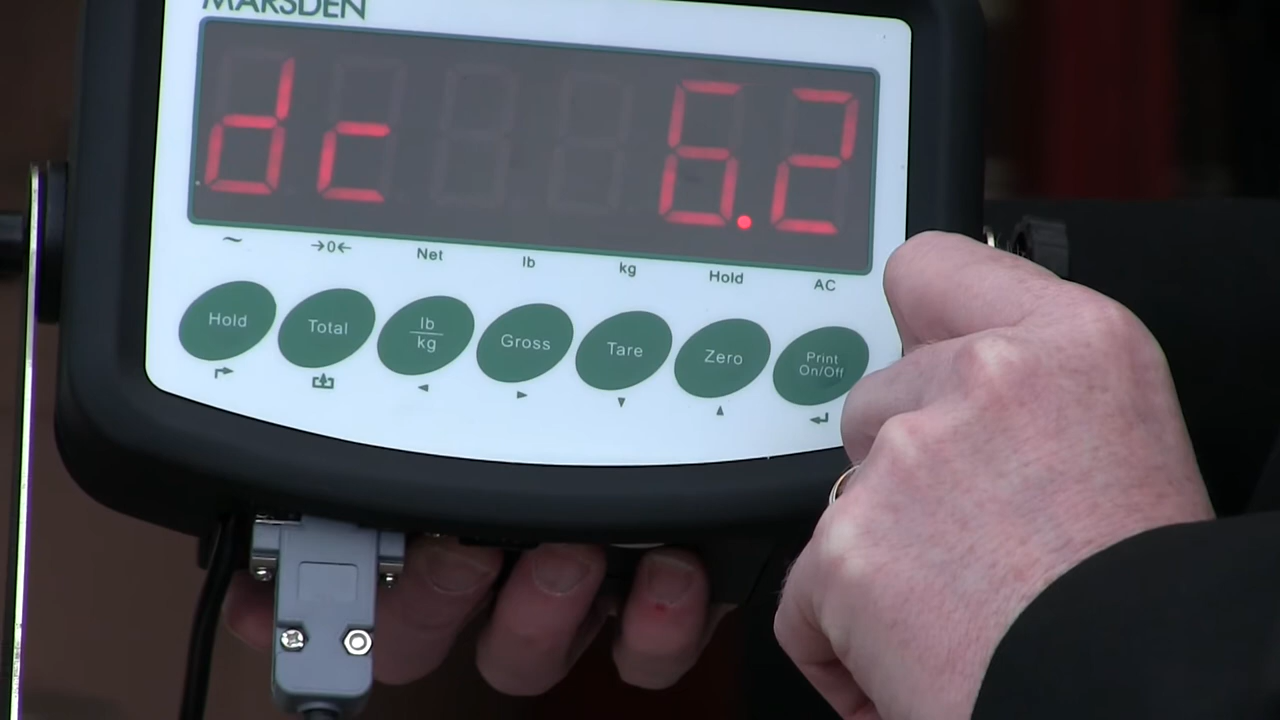 MARSDEN
dc 6.2
~ →0← Net lb kg Hold AC
Hold Total lb/kg Gross Tare Zero Print On/Off